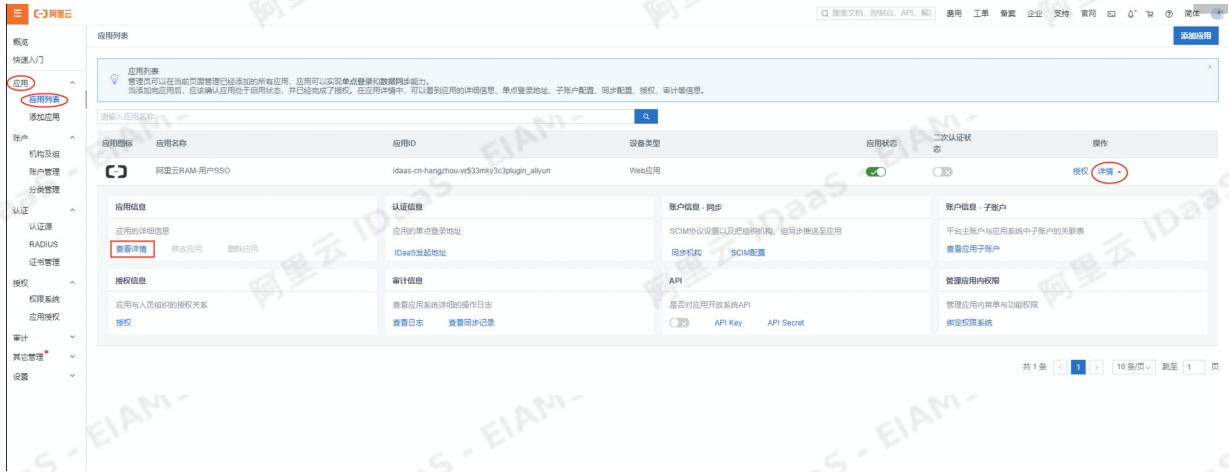 阿里云
搜索文档、控制台、API、解
费用 工单 备案 企业 支持 官网 简体
概览
快速入门
应用
应用列表
添加应用
账户
机构及组
账户管理
分类管理
认证
认证源
RADIUS
证书管理
授权
权限系统
应用授权
审计
其它管理
设置
应用列表
添加应用
应用列表
管理员可以在当前页面管理已经添加的所有应用，应用可以实现单点登录和数据同步能力。
当添加完应用后，应该确认应用处于启用状态，并已经完成了授权。在应用详情中，可以看到应用的详细信息、单点登录地址、子账户配置、同步配置、授权、审计等信息。
请输入应用名称
应用图标 应用名称 应用ID 设备类型 应用状态 二次认证状态 操作
阿里云RAM-用户SSO idaas-cn-hangzhou-vr533mky3c3plugin_aliyun Web应用 授权 详情
应用信息 认证信息 账户信息 - 同步 账户信息 - 子账户
应用的详细信息 应用的单点登录地址 SCIM协议设置以及把组织机构、组同步推送至应用 平台主账户与应用系统中子账户的关联表
查看详情 修改应用 删除应用 IDaaS发起地址 同步机构 SCIM配置 查看应用子账户
授权信息 审计信息 API 管理应用内权限
应用与人员组织的授权关系 查看应用系统详细的操作日志 是否对应用开放系统API 管理应用内菜单与功能权限
授权 查看日志 查看同步记录 API Key API Secret 绑定权限系统
共 1 条 < 1 > 10 条/页 跳至 1 页
阿里云 IDaaS - EIAM